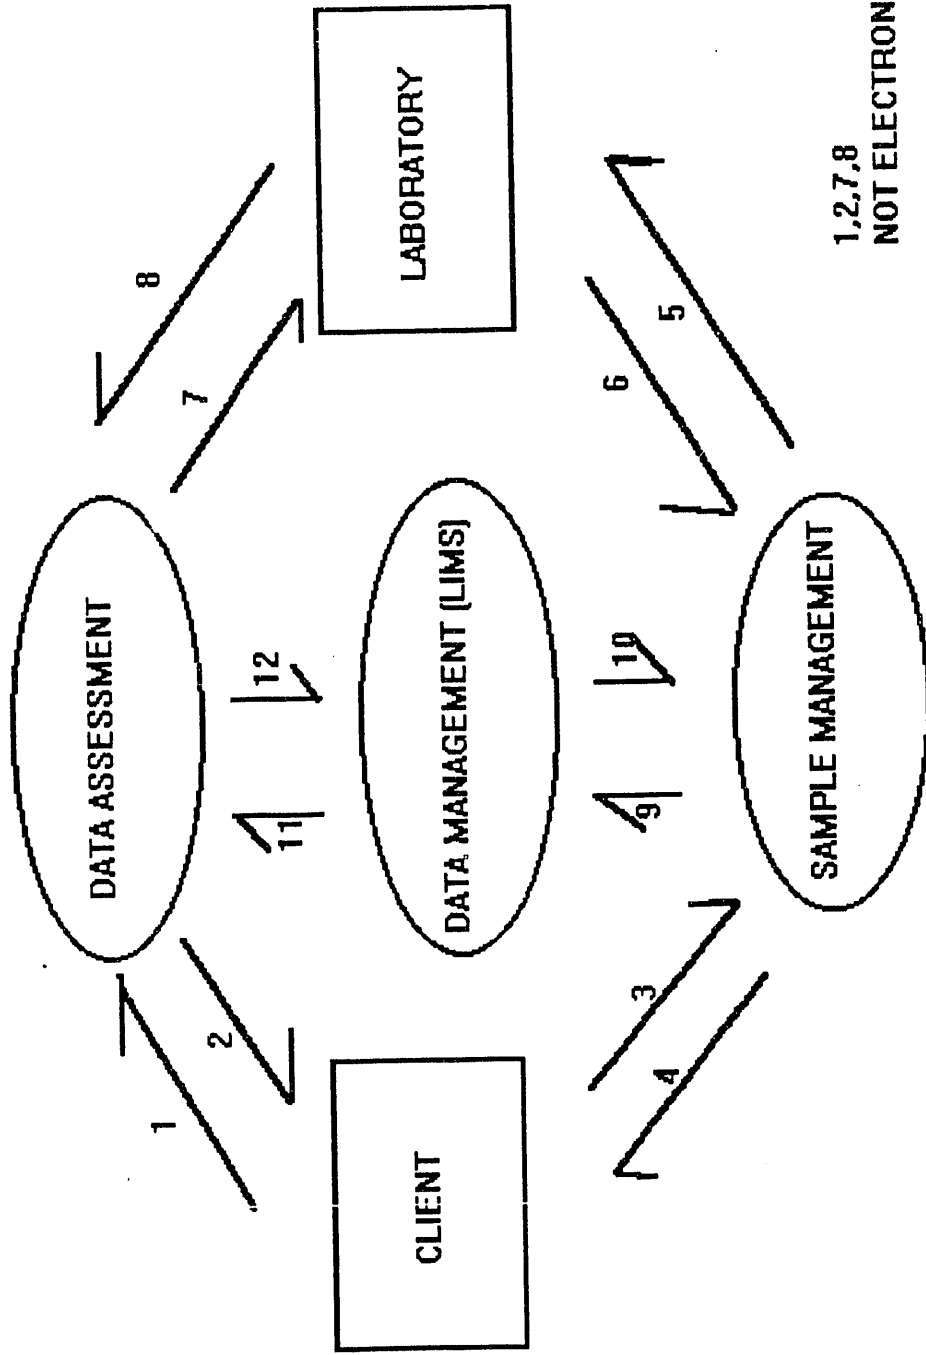 DATA ASSESSMENT
1
2
11
12
7
8
CLIENT
DATA MANAGEMENT (LIMS)
LABORATORY
3
4
9
10
6
5
SAMPLE MANAGEMENT
1,2,7,8
NOT ELECTRON